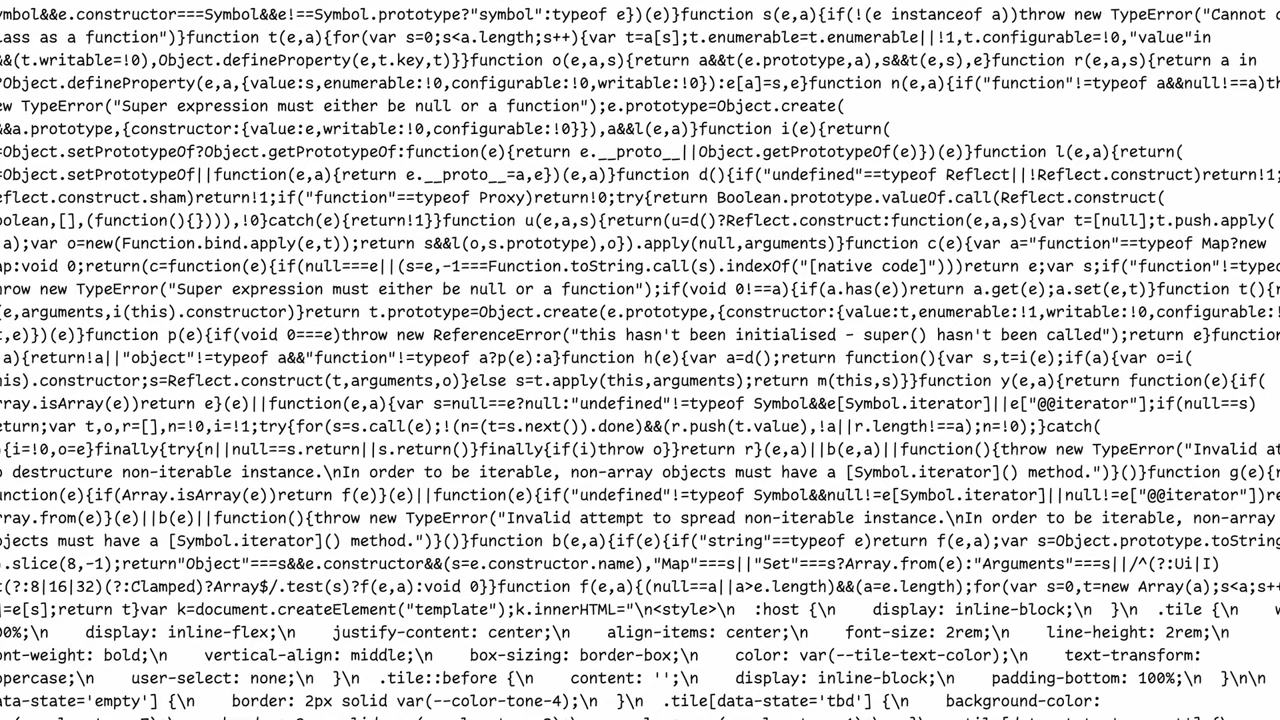 ymbol&&e.constructor===Symbol&&e!==Symbol.prototype?"symbol":typeof e})(e)}function s(e,a){if(!(e instanceof a))throw new TypeError("Cannot c
lass as a function")}function t(e,a){for(var s=0;s<a.length;s++){var t=a[s];t.enumerable=t.enumerable||!1,t.configurable=!0,"value"in
&&(t.writable=!0),Object.defineProperty(e,t.key,t)}}function o(e,a,s){return a&&t(e.prototype,a),s&&t(e,s),e}function r(e,a,s){return a in
?Object.defineProperty(e,a,{value:s,enumerable:!0,configurable:!0,writable:!0}):e[a]=s,e}function n(e,a){if("function"!=typeof a&&null!==a)th
ew TypeError("Super expression must either be null or a function");e.prototype=Object.create(
&&a.prototype,{constructor:{value:e,writable:!0,configurable:!0}}),a&&l(e,a)}function i(e){return(
=Object.setPrototypeOf?Object.getPrototypeOf:function(e){return e.__proto__||Object.getPrototypeOf(e)})(e)}function l(e,a){return(
=Object.setPrototypeOf||function(e,a){return e.__proto__=a,e})(e,a)}function d(){if("undefined"==typeof Reflect||!Reflect.construct)return!1;
eflect.construct.sham)return!1;if("function"==typeof Proxy)return!0;try{return Boolean.prototype.valueOf.call(Reflect.construct(
oolean,[],(function(){}))),!0}catch(e){return!1}}function u(e,a,s){return(u=d()?Reflect.construct:function(e,a,s){var t=[null];t.push.apply(
,a);var o=new(Function.bind.apply(e,t));return s&&l(o,s.prototype),o}).apply(null,arguments)}function c(e){var a="function"==typeof Map?new
ap:void 0;return(c=function(e){if(null===e||(s=e,-1===Function.toString.call(s).indexOf("[native code]")))return e;var s;if("function"!=typeo
hrow new TypeError("Super expression must either be null or a function");if(void 0!==a){if(a.has(e))return a.get(e);a.set(e,t)}function t(){r
(e,arguments,i(this).constructor)}return t.prototype=Object.create(e.prototype,{constructor:{value:t,enumerable:!1,writable:!0,configurable:!
t,e)})(e)}function p(e){if(void 0===e)throw new ReferenceError("this hasn't been initialised - super() hasn't been called");return e}function
a){return!a||"object"!=typeof a&&"function"!=typeof a?p(e):a}function h(e){var a=d();return function(){var s,t=i(e);if(a){var o=i(
his).constructor;s=Reflect.construct(t,arguments,o)}else s=t.apply(this,arguments);return m(this,s)}}function y(e,a){return function(e){if(
rray.isArray(e))return e}(e)||function(e,a){var s=null==e?null:"undefined"!=typeof Symbol&&e[Symbol.iterator]||e["@@iterator"];if(null==s)
eturn;var t,o,r=[],n=!0,i=!1;try{for(s=s.call(e);!(n=(t=s.next()).done)&&(r.push(t.value),!a||r.length!==a);n=!0);}catch(
){i=!0,o=e}finally{try{n||null==s.return||s.return()}finally{if(i)throw o}}return r}(e,a)||b(e,a)||function(){throw new TypeError("Invalid at
o destructure non-iterable instance.\nIn order to be iterable, non-array objects must have a [Symbol.iterator]() method.")}()}function g(e){r
unction(e){if(Array.isArray(e))return f(e)}(e)||function(e){if("undefined"!=typeof Symbol&&null!=e[Symbol.iterator]||null!=e["@@iterator"])re
rray.from(e)}(e)||b(e)||function(){throw new TypeError("Invalid attempt to spread non-iterable instance.\nIn order to be iterable, non-array
bjects must have a [Symbol.iterator]() method.")}()}function b(e,a){if(e){if("string"==typeof e)return f(e,a);var s=Object.prototype.toString
).slice(8,-1);return"Object"===s&&e.constructor&&(s=e.constructor.name),"Map"===s||"Set"===s?Array.from(e):"Arguments"===s||/^(?:Ui|I)
t(?:8|16|32)(?:Clamped)?Array$/.test(s)?f(e,a):void 0}}function f(e,a){(null==a||a>e.length)&&(a=e.length);for(var s=0,t=new Array(a);s<a;s++
]=e[s];return t}var k=document.createElement("template");k.innerHTML="\n<style>\n  :host {\n    display: inline-block;\n  }\n  .tile {\n    w
00%;\n    display: inline-flex;\n    justify-content: center;\n    align-items: center;\n    font-size: 2rem;\n    line-height: 2rem;\n
ont-weight: bold;\n    vertical-align: middle;\n    box-sizing: border-box;\n    color: var(--tile-text-color);\n    text-transform:
ppercase;\n    user-select: none;\n  }\n  .tile::before {\n    content: '';\n    display: inline-block;\n    padding-bottom: 100%;\n  }\n\n
ata-state='empty'] {\n    border: 2px solid var(--color-tone-4);\n  }\n  .tile[data-state='tbd'] {\n    background-color: